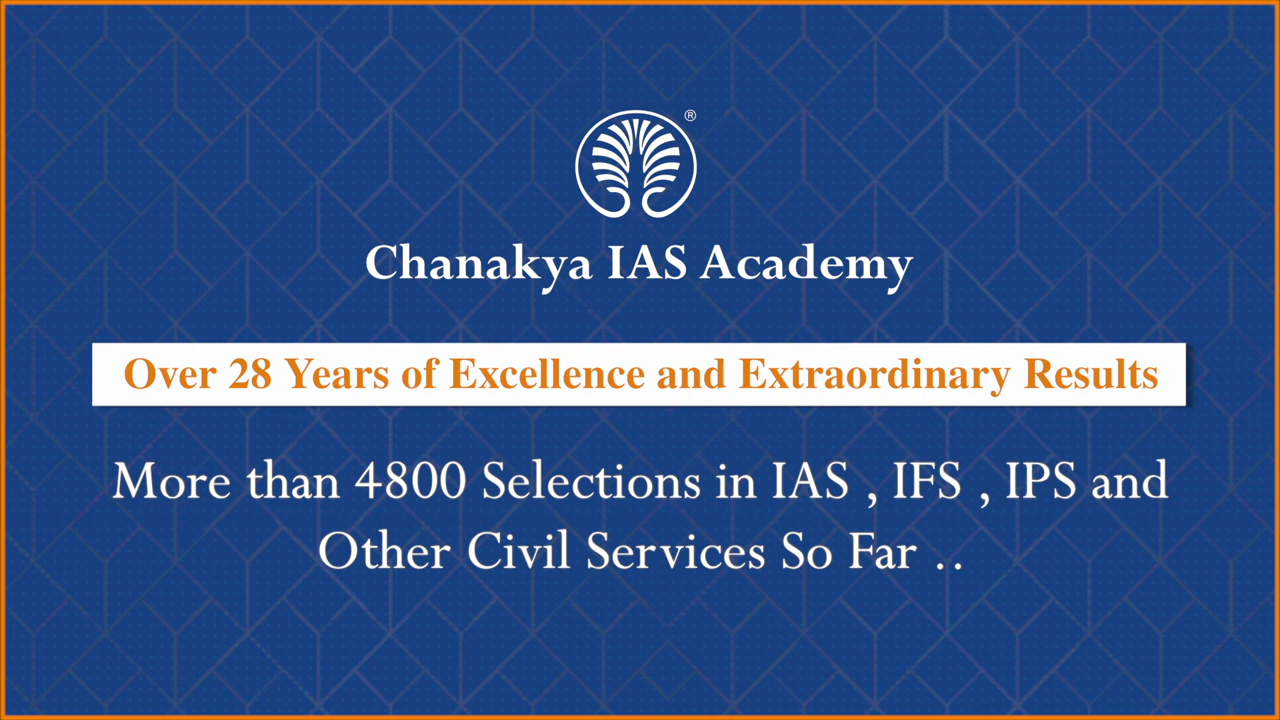 ®
Chanakya IAS Academy
Over 28 Years of Excellence and Extraordinary Results
More than 4800 Selections in IAS , IFS , IPS and
Other Civil Services So Far ..